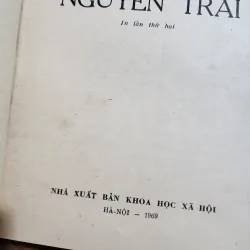 NGUYỄN TRÃI
In lần thứ hai
NHÀ XUẤT BẢN KHOA HỌC XÃ HỘI
HÀ-NỘI — 1969